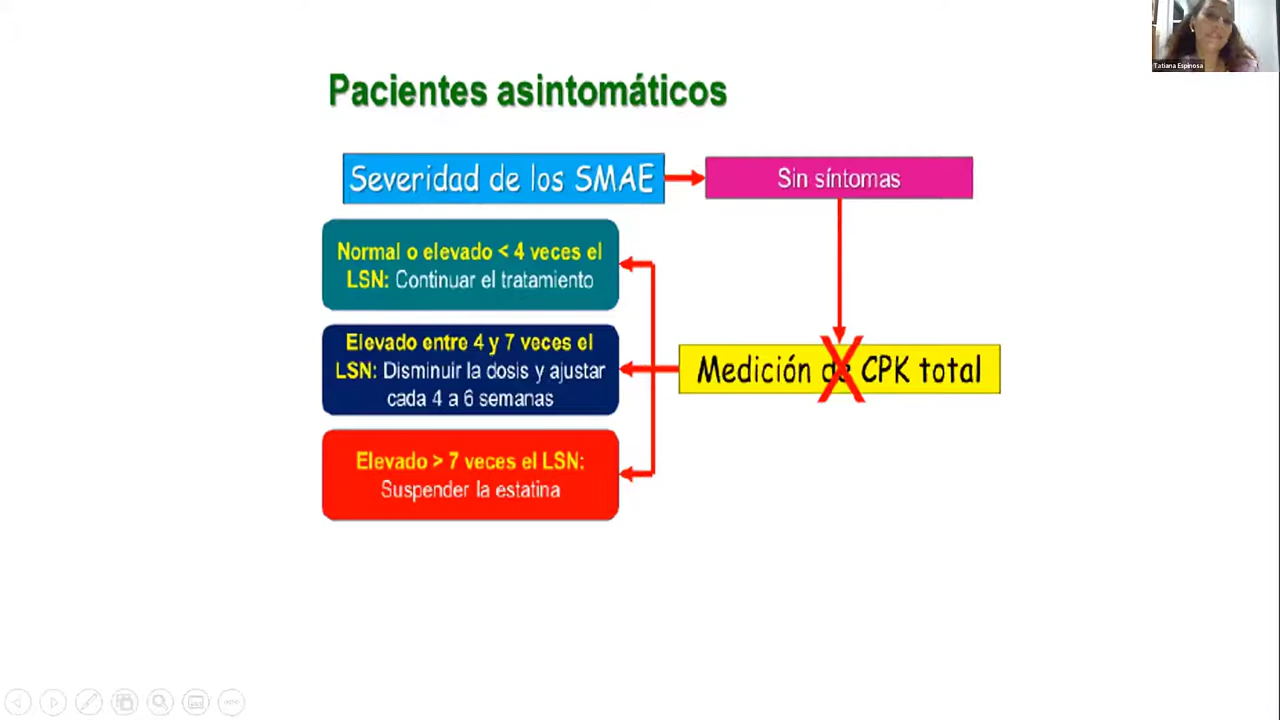 Tatiana Espinosa
Pacientes asintomáticos
Severidad de los SMAE
Sin síntomas
Normal o elevado < 4 veces el
LSN: Continuar el tratamiento
Elevado entre 4 y 7 veces el
LSN: Disminuir la dosis y ajustar
cada 4 a 6 semanas
Medición de CPK total
Elevado > 7 veces el LSN:
Suspender la estatina